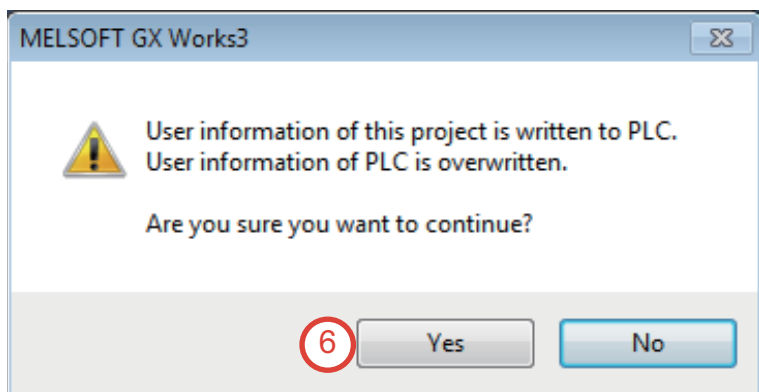 MELSOFT GX Works3
User information of this project is written to PLC.
User information of PLC is overwritten.
Are you sure you want to continue?
6
Yes
No